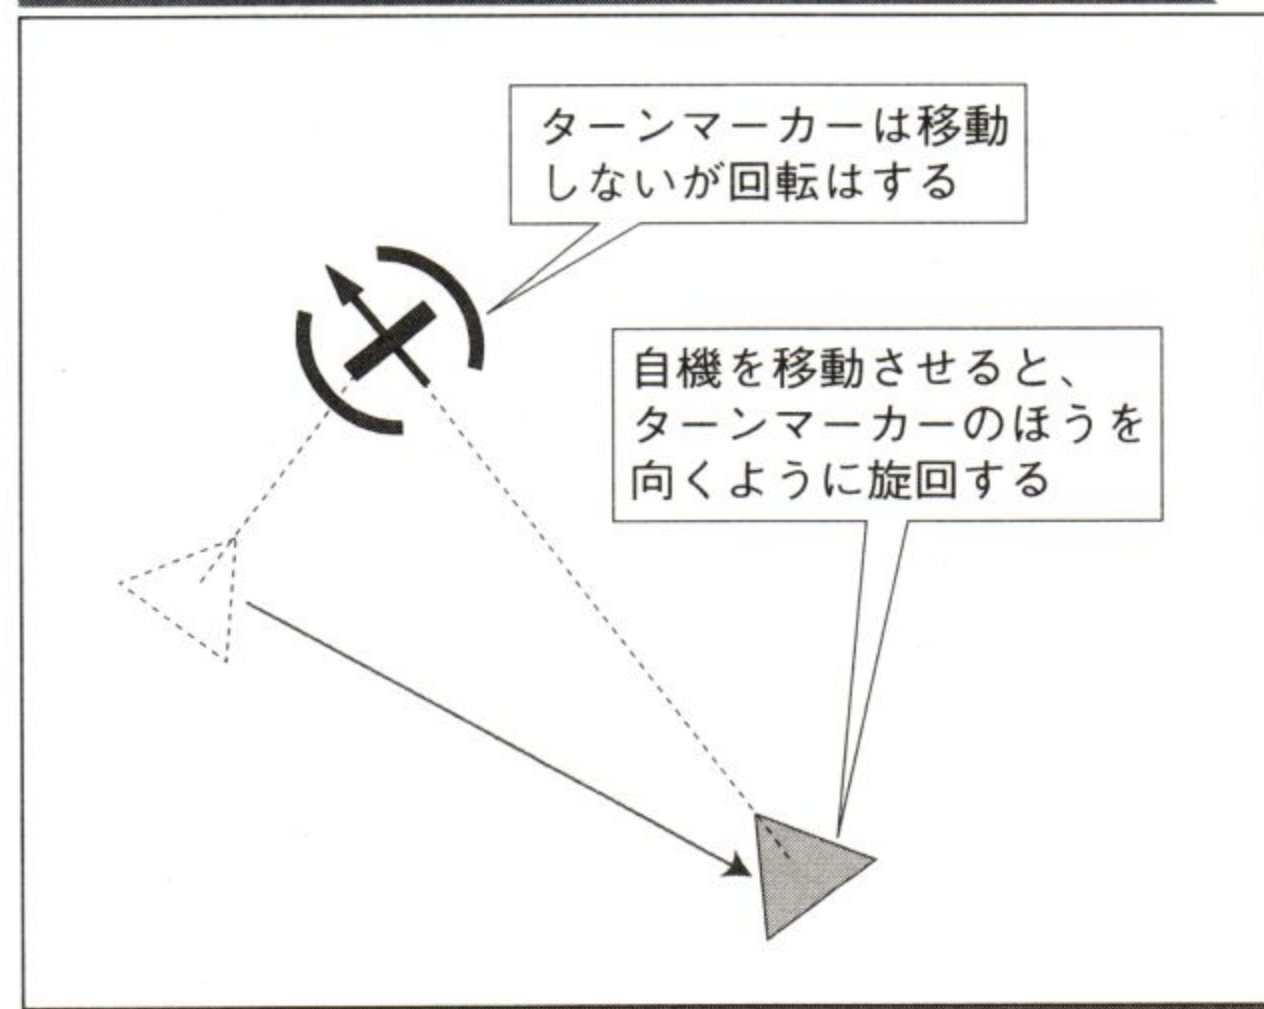 ターンマーカーは移動
しないが回転はする
自機を移動させると、
ターンマーカーのほうを
向くように旋回する